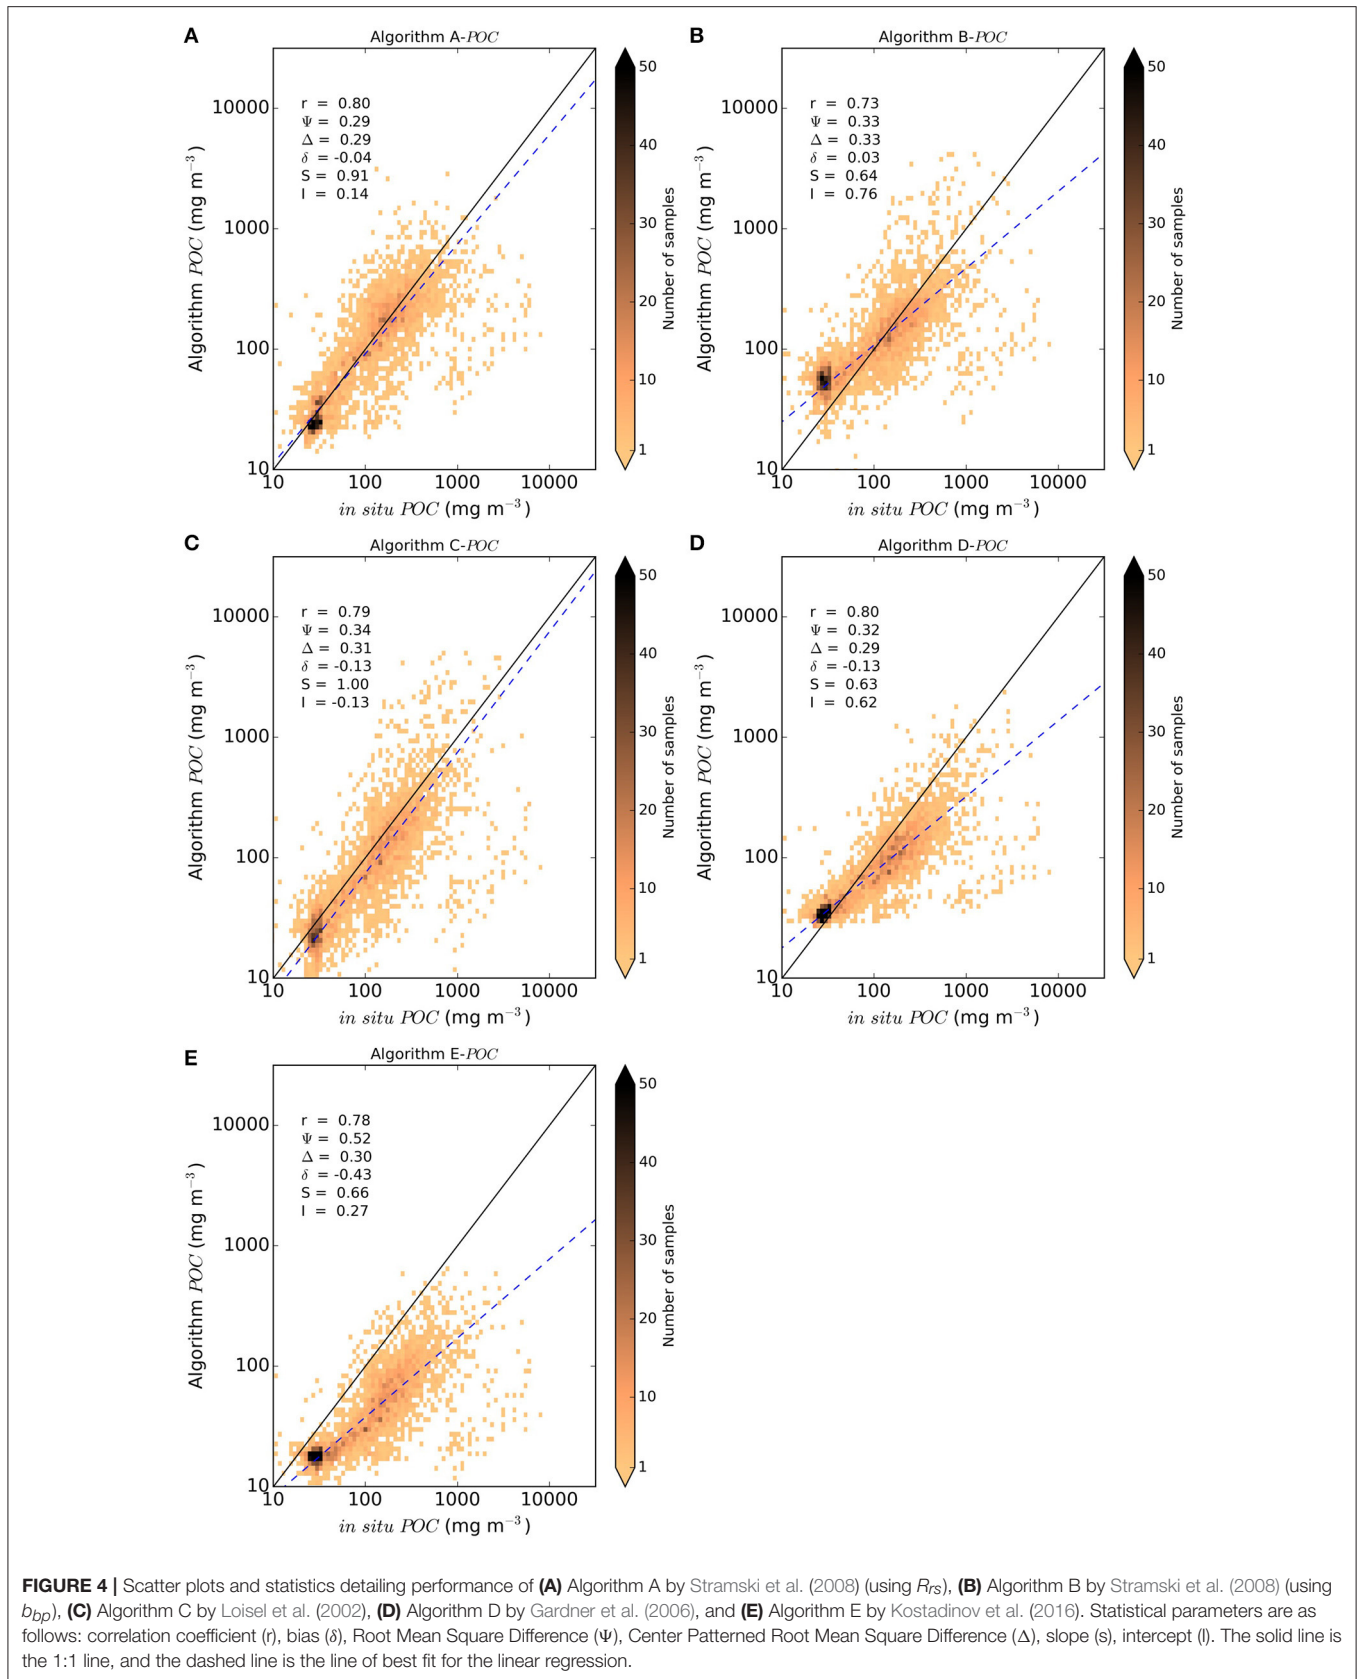 A
Algorithm A-POC
r = 0.80
Ψ = 0.29
Δ = 0.29
δ = -0.04
S = 0.91
I = 0.14
10000
1000
100
10
10 100 1000 10000
Algorithm POC (mg m⁻³)
in situ POC (mg m⁻³)
50
40
30
20
10
1
Number of samples
B
Algorithm B-POC
r = 0.73
Ψ = 0.33
Δ = 0.33
δ = 0.03
S = 0.64
I = 0.76
10000
1000
100
10
10 100 1000 10000
Algorithm POC (mg m⁻³)
in situ POC (mg m⁻³)
50
40
30
20
10
1
Number of samples
C
Algorithm C-POC
r = 0.79
Ψ = 0.34
Δ = 0.31
δ = -0.13
S = 1.00
I = -0.13
10000
1000
100
10
10 100 1000 10000
Algorithm POC (mg m⁻³)
in situ POC (mg m⁻³)
50
40
30
20
10
1
Number of samples
D
Algorithm D-POC
r = 0.80
Ψ = 0.32
Δ = 0.29
δ = -0.13
S = 0.63
I = 0.62
10000
1000
100
10
10 100 1000 10000
Algorithm POC (mg m⁻³)
in situ POC (mg m⁻³)
50
40
30
20
10
1
Number of samples
E
Algorithm E-POC
r = 0.78
Ψ = 0.52
Δ = 0.30
δ = -0.43
S = 0.66
I = 0.27
10000
1000
100
10
10 100 1000 10000
Algorithm POC (mg m⁻³)
in situ POC (mg m⁻³)
50
40
30
20
10
1
Number of samples
FIGURE 4 | Scatter plots and statistics detailing performance of (A) Algorithm A by Stramski et al. (2008) (using Rrs), (B) Algorithm B by Stramski et al. (2008) (using
bbp), (C) Algorithm C by Loisel et al. (2002), (D) Algorithm D by Gardner et al. (2006), and (E) Algorithm E by Kostadinov et al. (2016). Statistical parameters are as
follows: correlation coefficient (r), bias (δ), Root Mean Square Difference (Ψ), Center Patterned Root Mean Square Difference (Δ), slope (s), intercept (I). The solid line is
the 1:1 line, and the dashed line is the line of best fit for the linear regression.